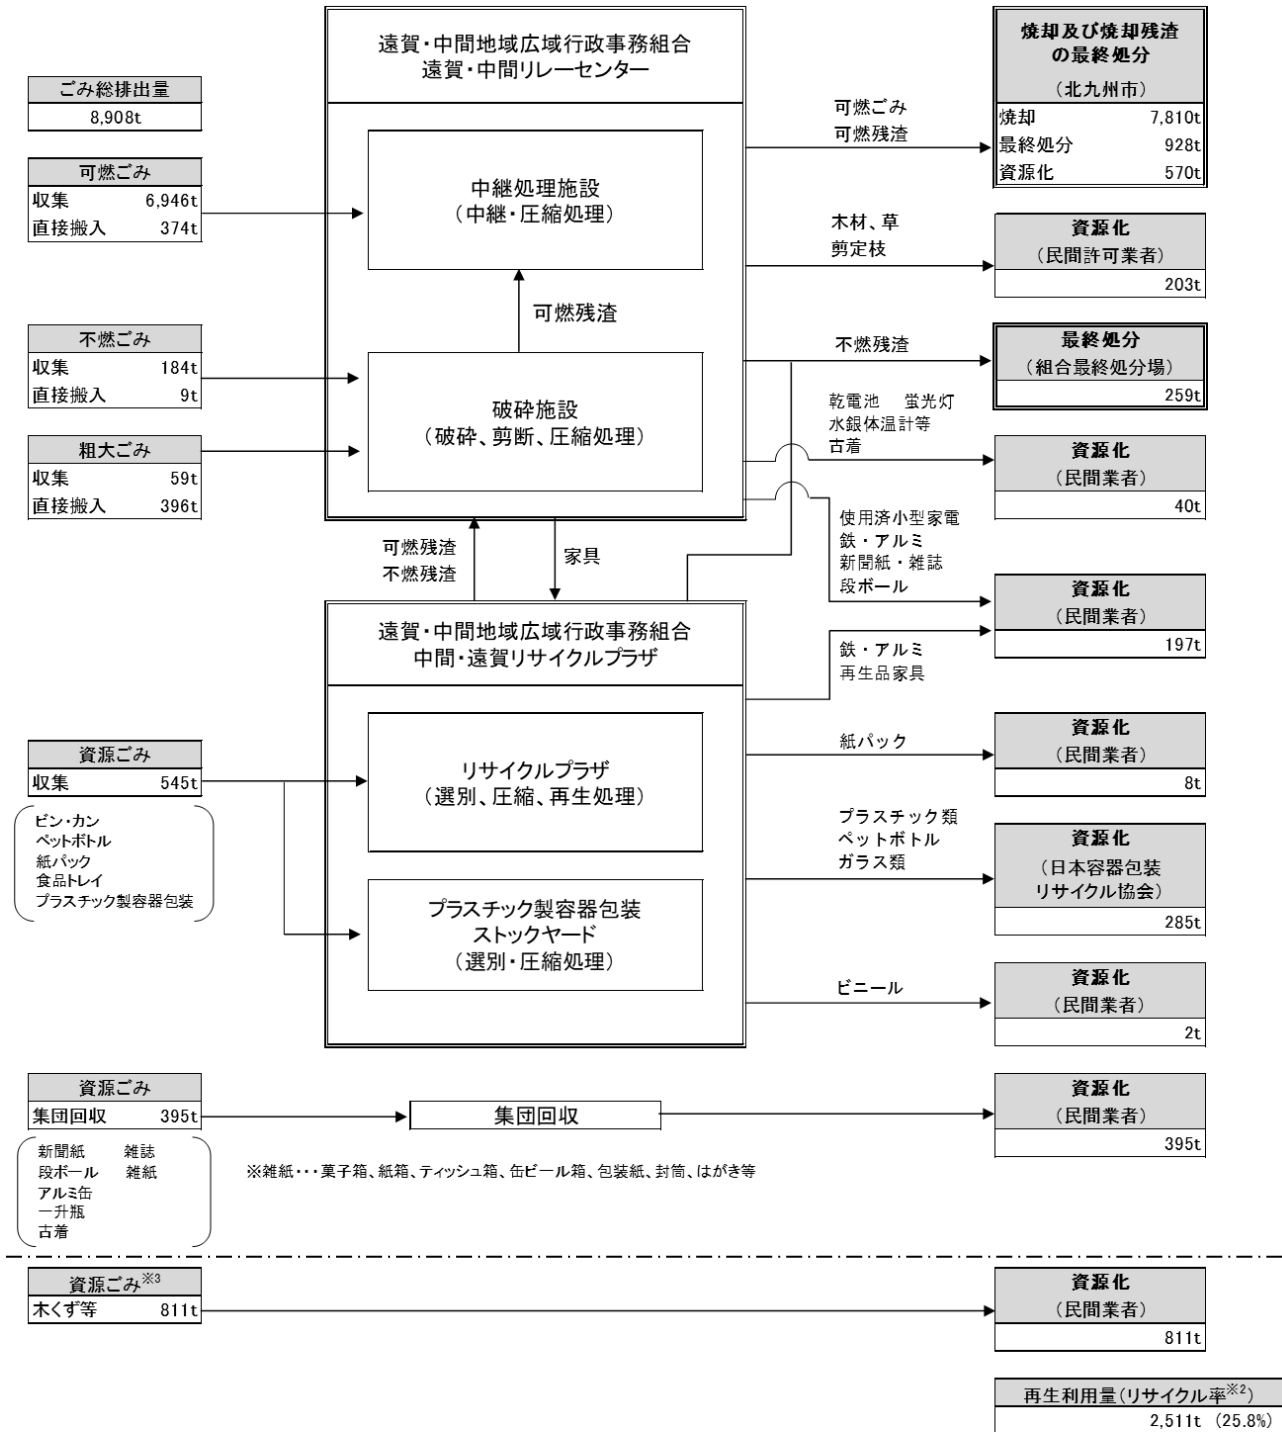 ごみ総排出量
8,908t
可燃ごみ
収集 6,946t
直接搬入 374t
不燃ごみ
収集 184t
直接搬入 9t
粗大ごみ
収集 59t
直接搬入 396t
遠賀・中間地域広域行政事務組合
遠賀・中間リレーセンター
中継処理施設
(中継・圧縮処理)
可燃残渣
破砕施設
(破砕、剪断、圧縮処理)
可燃残渣
不燃残渣
家具
可燃ごみ
可燃残渣
焼却及び焼却残渣
の最終処分
(北九州市)
焼却 7,810t
最終処分 928t
資源化 570t
木材、草
剪定枝
資源化
(民間許可業者)
203t
不燃残渣
最終処分
(組合最終処分場)
259t
乾電池 蛍光灯
水銀体温計等
古着
資源化
(民間業者)
40t
使用済小型家電
鉄・アルミ
新聞紙・雑誌
段ボール
資源化
(民間業者)
197t
鉄・アルミ
再生品家具
遠賀・中間地域広域行政事務組合
中間・遠賀リサイクルプラザ
資源ごみ
収集 545t
ビン・カン
ペットボトル
紙パック
食品トレイ
プラスチック製容器包装
リサイクルプラザ
(選別、圧縮、再生処理)
プラスチック製容器包装
ストックヤード
(選別・圧縮処理)
紙パック
資源化
(民間業者)
8t
プラスチック類
ペットボトル
ガラス類
資源化
(日本容器包装
リサイクル協会)
285t
ビニール
資源化
(民間業者)
2t
資源ごみ
集団回収 395t
新聞紙 雑誌
段ボール 雑紙
アルミ缶
一升瓶
古着
集団回収
資源化
(民間業者)
395t
※雑紙・・・菓子箱、紙箱、ティッシュ箱、缶ビール箱、包装紙、封筒、はがき等
資源ごみ※3
木くず等 811t
資源化
(民間業者)
811t
再生利用量(リサイクル率※2)
2,511t (25.8%)